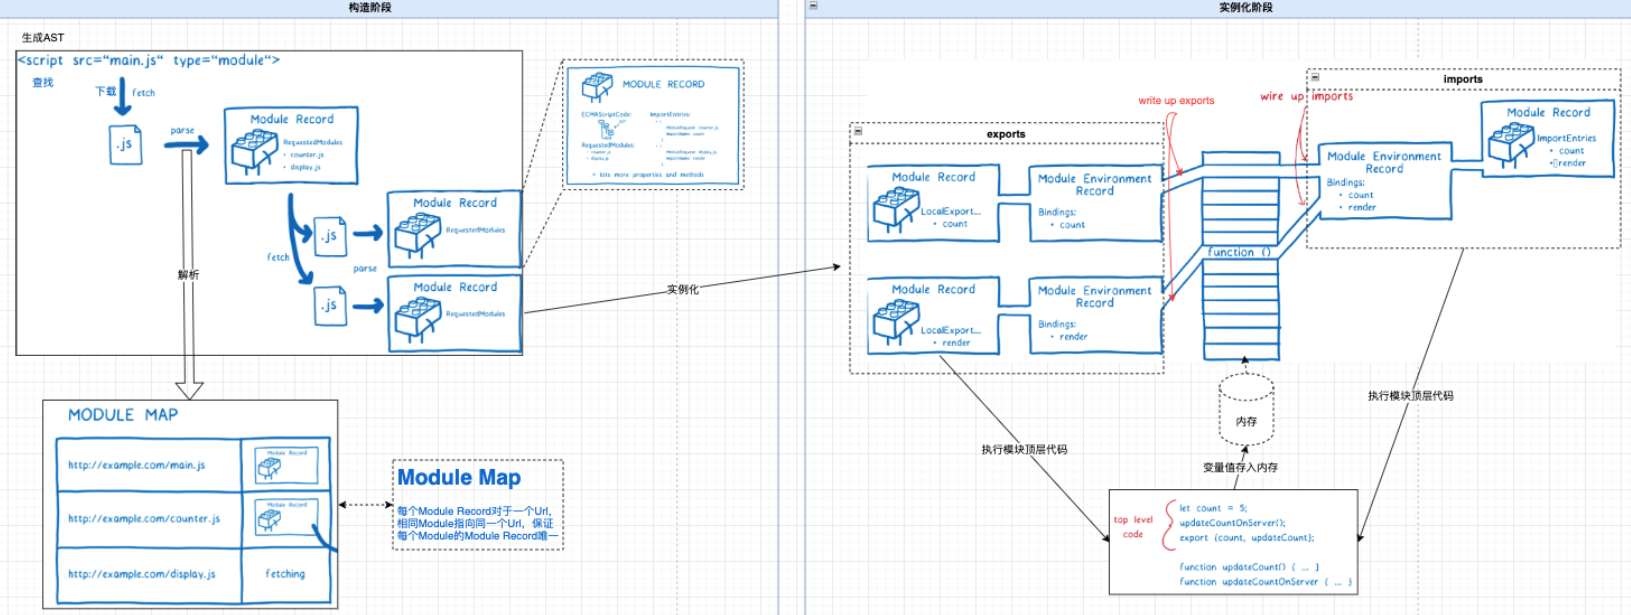 构造阶段
生成AST
<script src="main.js" type="module">
查找
下载
fetch
.js
parse
Module Record
RequestedModules
• counter.js
• display.js
fetch
.js
parse
.js
Module Record
RequestedModules
Module Record
RequestedModules
MODULE RECORD
ECMAScriptCode:
ImportEntries:
RequestedModules:
• lots more properties and methods
解析
实例化
MODULE MAP
http://example.com/main.js
Module Record
http://example.com/counter.js
Module Record
http://example.com/display.js
fetching
Module Map
每个Module Record对于一个Url,
相同Module指向同一个Url，保证
每个Module的Module Record唯一
实例化阶段
exports
Module Record
LocalExport...
• count
Module Environment
Record
Bindings:
• count
Module Record
LocalExport...
• render
Module Environment
Record
Bindings:
• render
write up exports
wire up imports
function ()
imports
Module Environment
Record
Bindings:
• count
• render
Module Record
ImportEntries
• count
• render
内存
变量值存入内存
执行模块顶层代码
执行模块顶层代码
top level
code
let count = 5;
updateCountOnServer();
export {count, updateCount};
function updateCount() { ... }
function updateCountOnServer { ... }